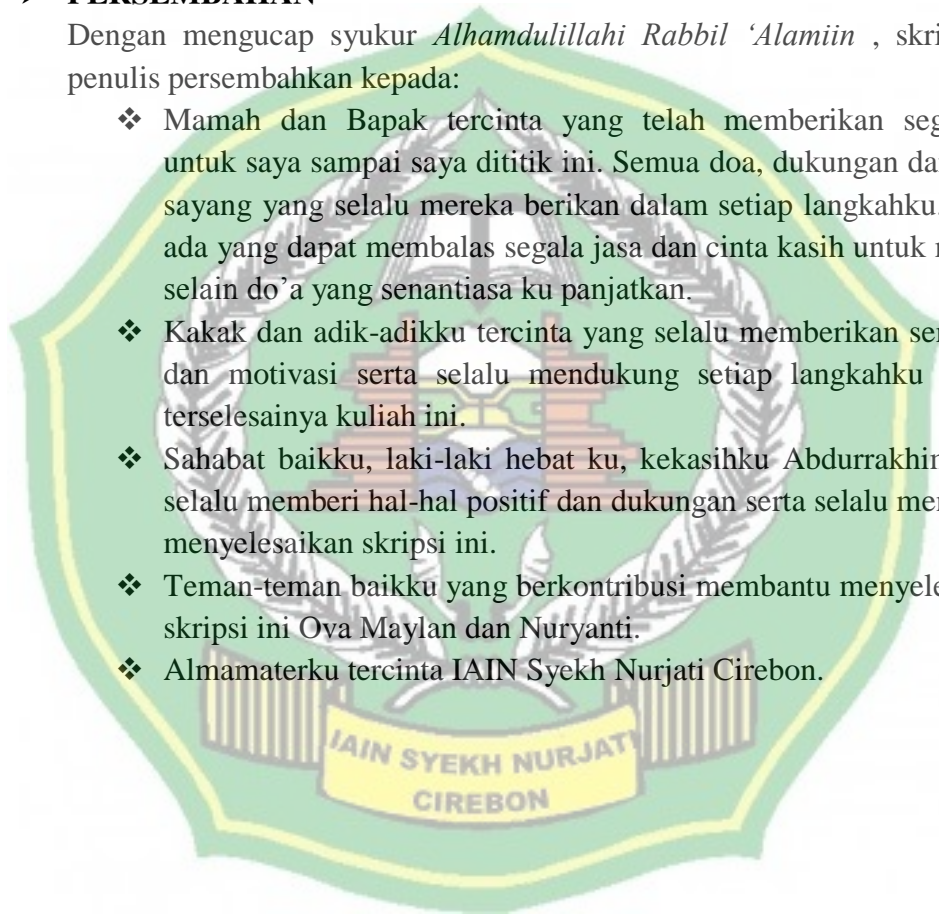 PERSEMBAHAN
Dengan mengucap syukur Alhamdulillahi Rabbil ‘Alamiin , skri
penulis persembahkan kepada:
❖ Mamah dan Bapak tercinta yang telah memberikan seg
untuk saya sampai saya dititik ini. Semua doa, dukungan da
sayang yang selalu mereka berikan dalam setiap langkahku.
ada yang dapat membalas segala jasa dan cinta kasih untuk
selain do’a yang senantiasa ku panjatkan.
❖ Kakak dan adik-adikku tercinta yang selalu memberikan se
dan motivasi serta selalu mendukung setiap langkahku
terselesainya kuliah ini.
❖ Sahabat baikku, laki-laki hebat ku, kekasihku Abdurrakhi
selalu memberi hal-hal positif dan dukungan serta selalu me
menyelesaikan skripsi ini.
❖ Teman-teman baikku yang berkontribusi membantu menyele
skripsi ini Ova Maylan dan Nuryanti.
❖ Almamaterku tercinta IAIN Syekh Nurjati Cirebon.
IAIN SYEKH NURJATI
CIREBON